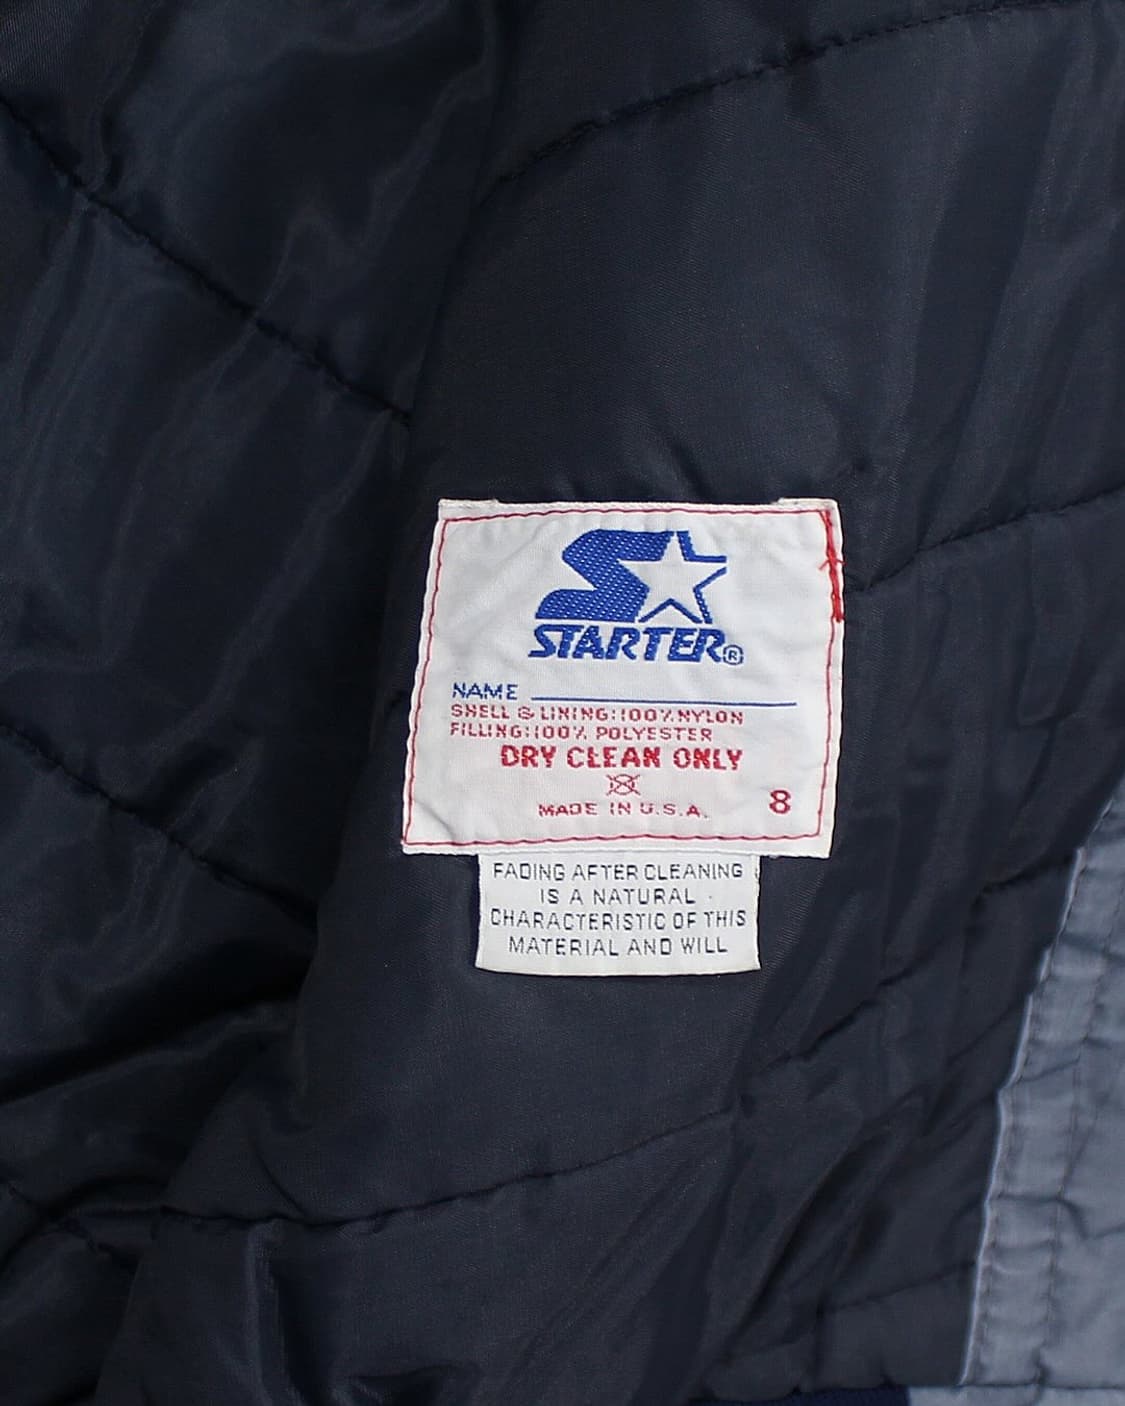 STARTER®
NAME
SHELL & LINING:100% NYLON
FILLING:100% POLYESTER
DRY CLEAN ONLY
MADE IN U.S.A.
8
FADING AFTER CLEANING
IS A NATURAL
CHARACTERISTIC OF THIS
MATERIAL AND WILL